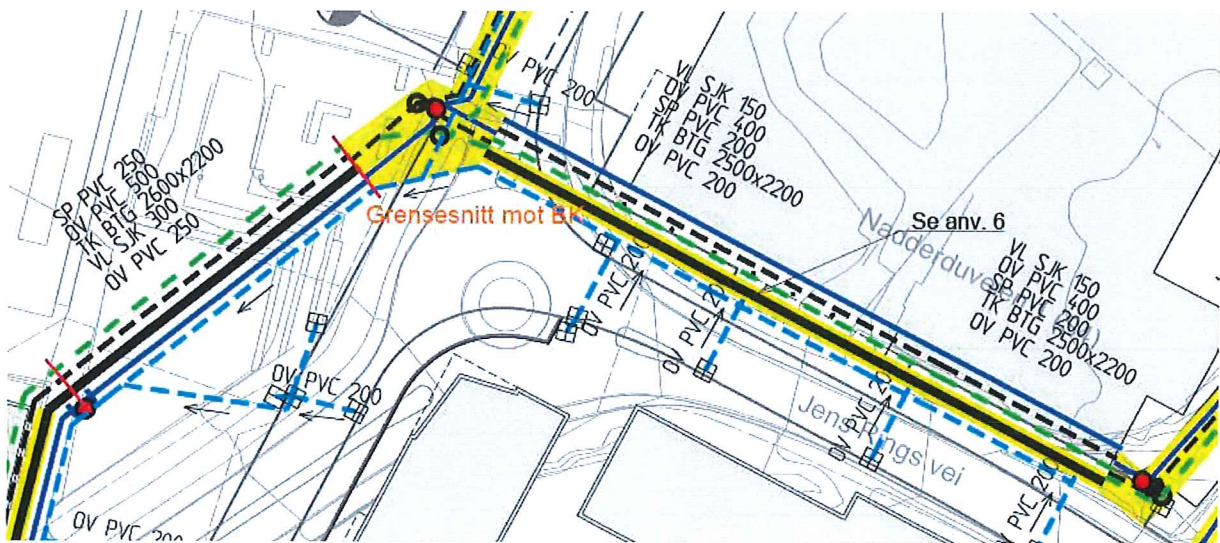 OV PVC 200
VL SJK 150
OV PVC 400
SP PVC 200
TK BTG 2500x2200
OV PVC 200
SP PVC 250
OV PVC 500
TK BTG 2600x2200
VL SJK 300
OV PVC 250
Grensesnitt mot BK
Se anv. 6
VL SJK 150
OV PVC 400
SP PVC 200
TK BTG 2500x2200
OV PVC 200
OV PVC 200
OV PVC 200
Jens Rings vei
OV PVC 200